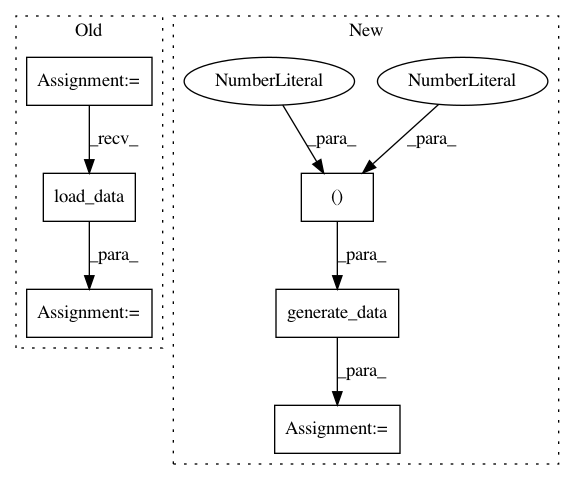 Old
New
Assignment:=
NumberLiteral
NumberLiteral
_recv_
_para_
_para_
load_data
()
_para_
_para_
Assignment:=
generate_data
_para_
Assignment:=